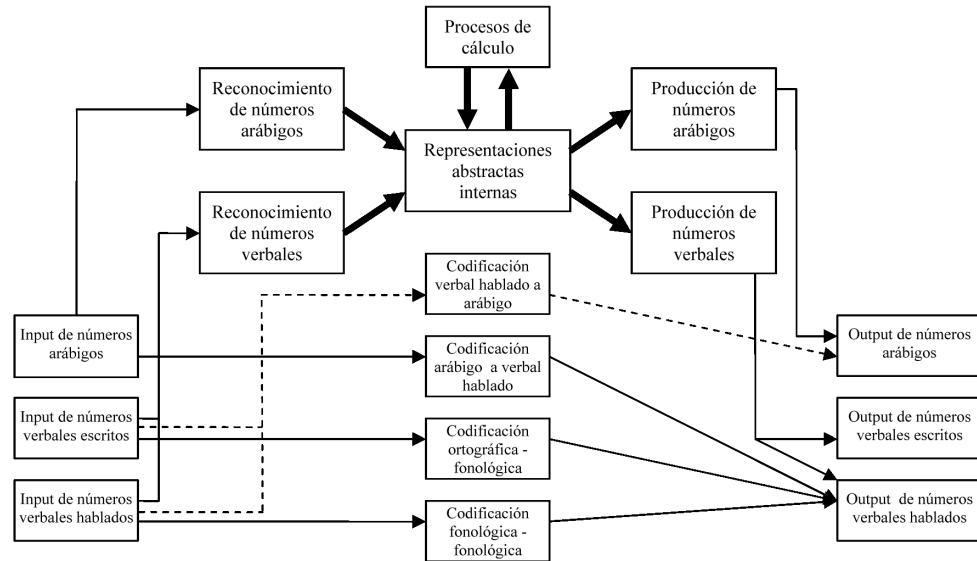 Procesos de
cálculo
Reconocimiento
de números
arábigos
Producción de
números
arábigos
Representaciones
abstractas
internas
Reconocimiento
de números
verbales
Producción de
números
verbales
Codificación
verbal hablado a
arábigo
Input de números
arábigos
Output de números
arábigos
Codificación
arábigo a verbal
hablado
Input de números
verbales escritos
Output de números
verbales escritos
Codificación
ortográfica -
fonológica
Input de números
verbales hablados
Output de números
verbales hablados
Codificación
fonológica -
fonológica